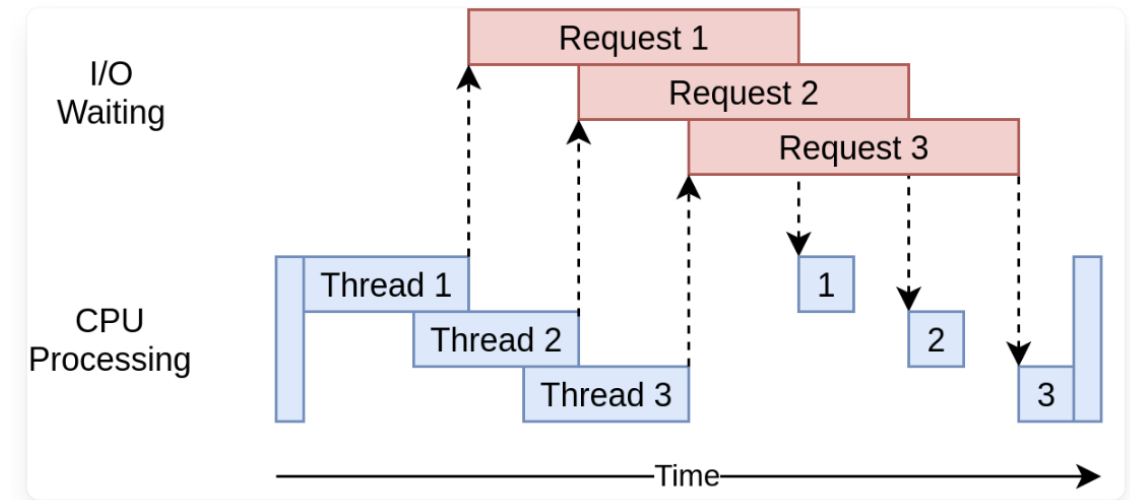 I/O
Waiting
Request 1
Request 2
Request 3
CPU
Processing
Thread 1
Thread 2
Thread 3
1
2
3
Time